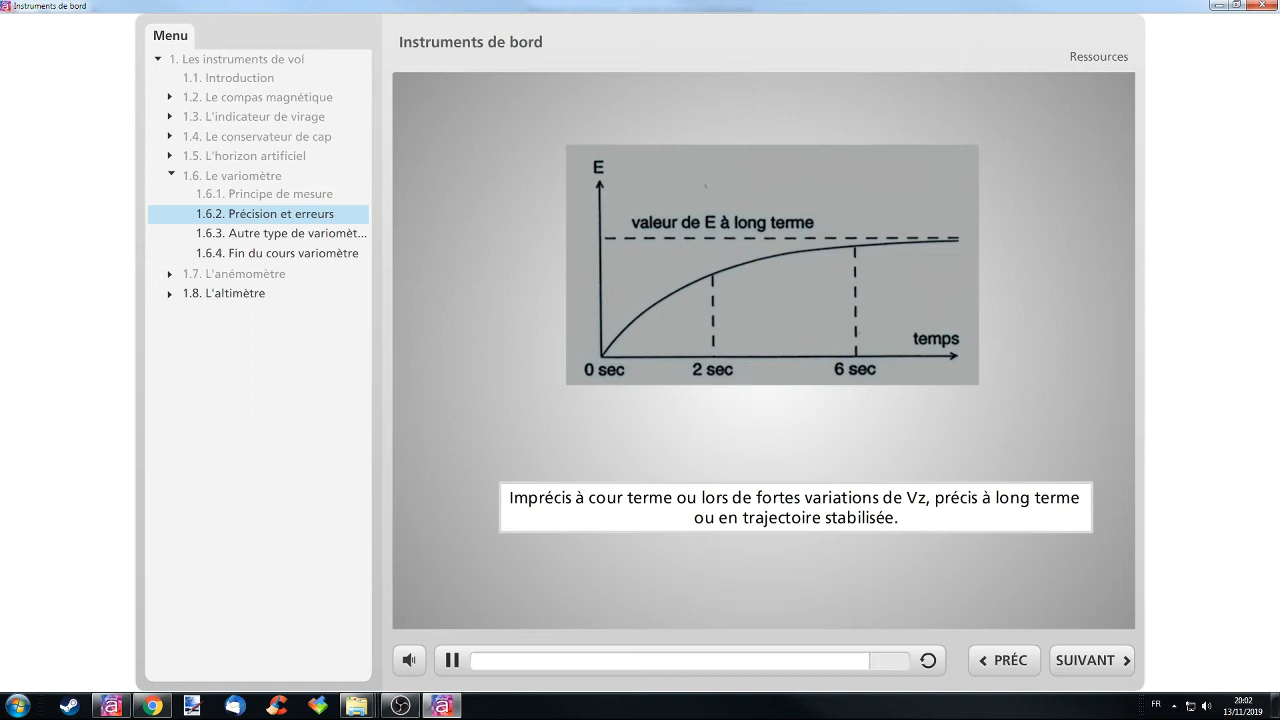 Instruments de bord
Menu
1. Les instruments de vol
1.1. Introduction
1.2. Le compas magnétique
1.3. L'indicateur de virage
1.4. Le conservateur de cap
1.5. L'horizon artificiel
1.6. Le variomètre
1.6.1. Principe de mesure
1.6.2. Précision et erreurs
1.6.3. Autre type de variomèt...
1.6.4. Fin du cours variomètre
1.7. L'anémomètre
1.8. L'altimètre
Instruments de bord
Ressources
E
valeur de E à long terme
temps
0 sec 2 sec 6 sec
Imprécis à cour terme ou lors de fortes variations de Vz, précis à long terme
ou en trajectoire stabilisée.
PRÉC SUIVANT
FR 20:02
13/11/2019